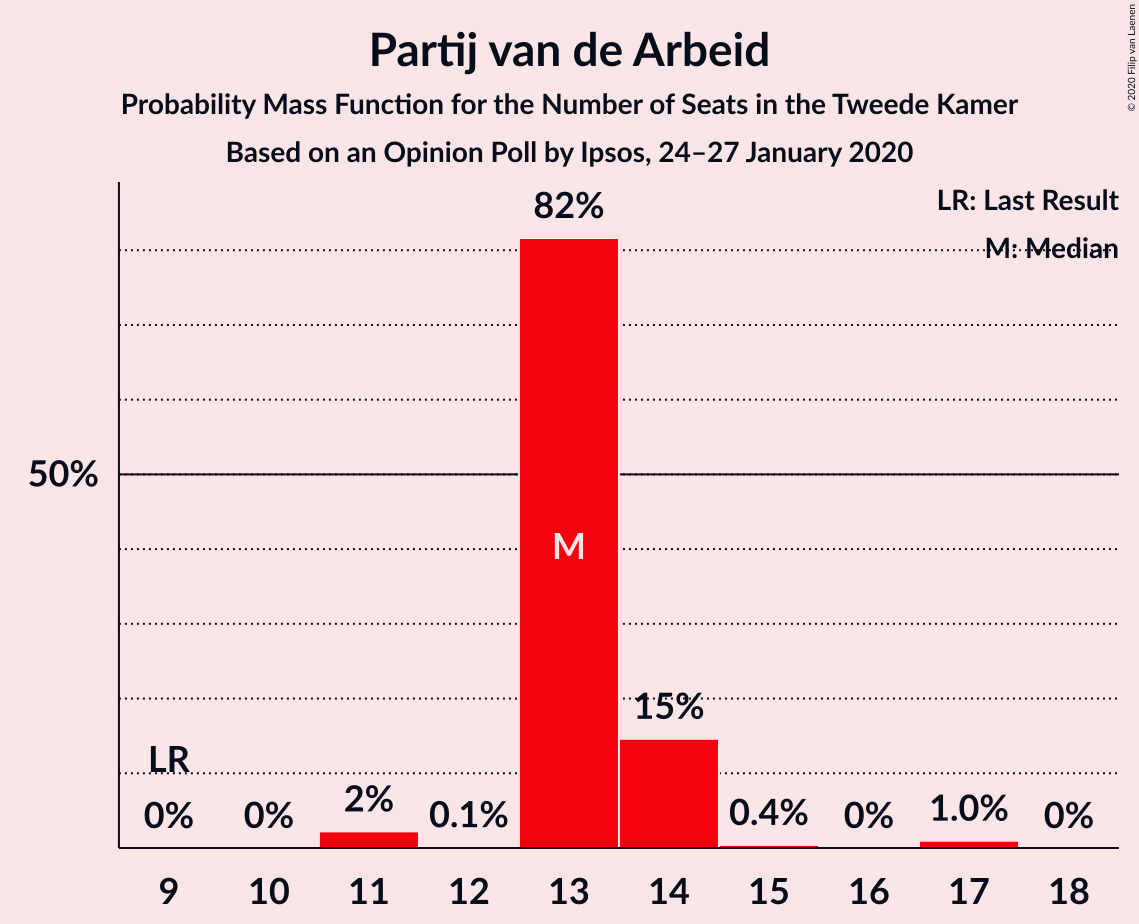 Partij van de Arbeid
Probability Mass Function for the Number of Seats in the Tweede Kamer
Based on an Opinion Poll by Ipsos, 24–27 January 2020
© 2020 Filip van Laenen
LR: Last Result
M: Median
82%
50%
M
15%
LR
0% 0% 2% 0.1% 0.4% 0% 1.0% 0%
9 10 11 12 13 14 15 16 17 18